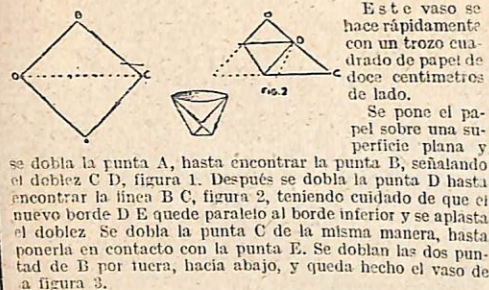 B
D
C
B
D
C
FIG.2
Este vaso se
hace rápidamente
con un trozo cua-
drado de papel de
doce centímetros
de lado.
Se pone el pa-
pel sobre una su-
perficie plana y
se dobla la punta A, hasta encontrar la punta B, señalando
el doblez C D, figura 1. Después se dobla la punta D hasta
encontrar la línea B C, figura 2, teniendo cuidado de que el
nuevo borde D E quede paralelo al borde inferior y se aplasta
el doblez Se dobla la punta C de la misma manera, hasta
ponerla en contacto con la punta E. Se doblan las dos pun-
tad de B por fuera, hacia abajo, y queda hecho el vaso de
a figura 3.